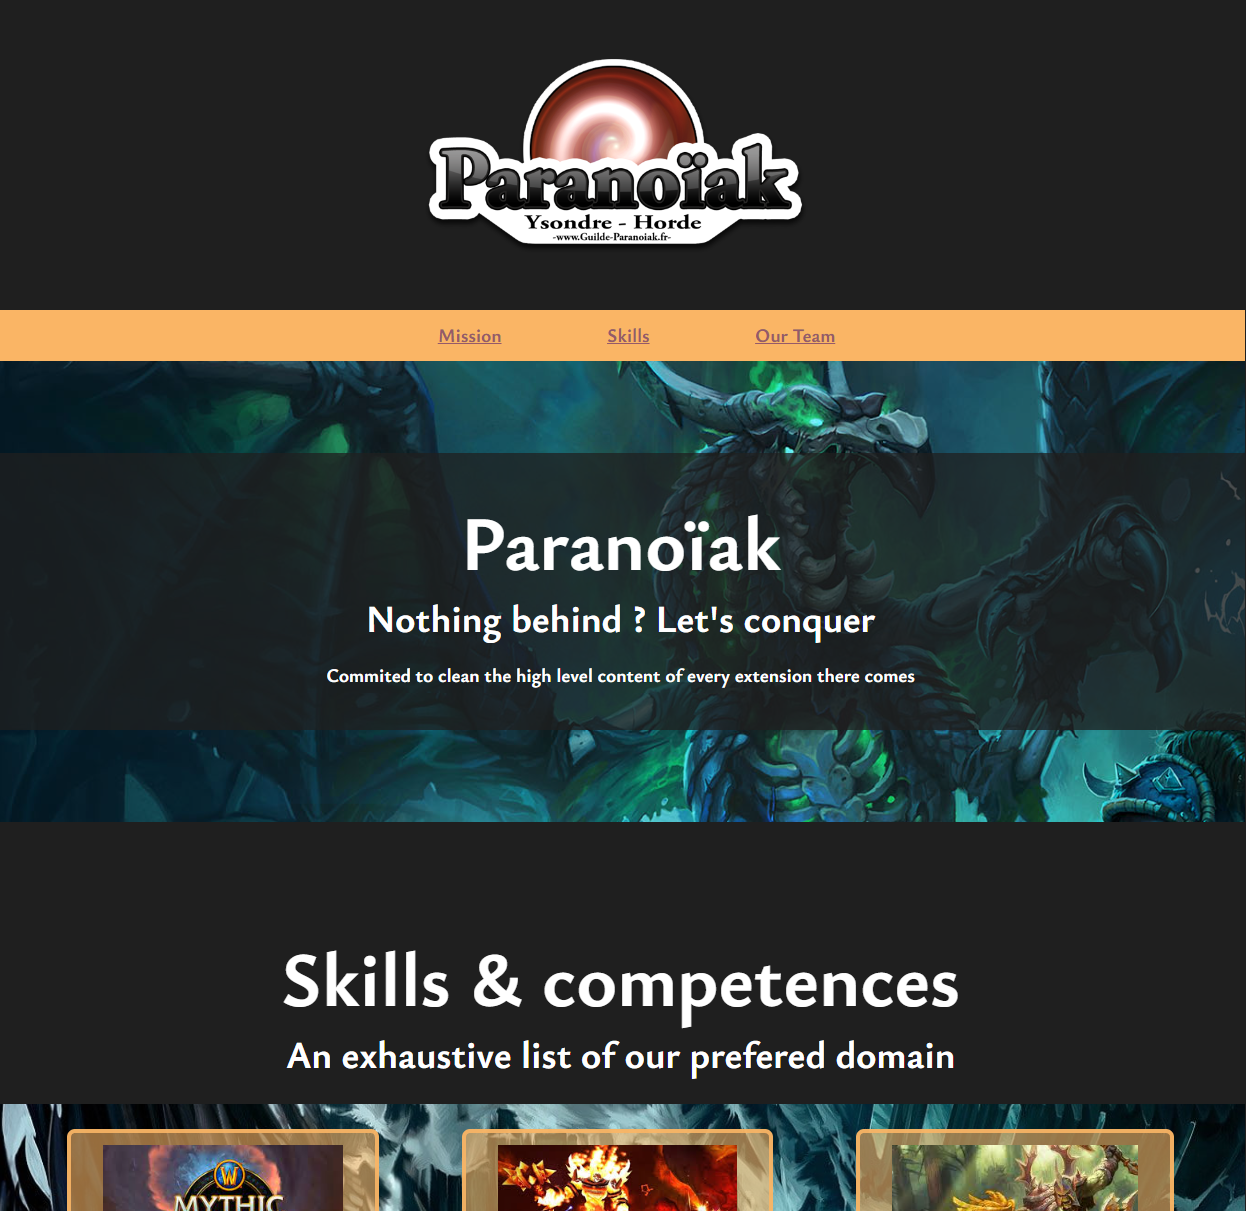 Paranoïak
Ysondre - Horde
-www.Guilde-Paranoiak.fr-
Mission Skills Our Team
Paranoïak
Nothing behind ? Let's conquer
Commited to clean the high level content of every extension there comes
Skills & competences
An exhaustive list of our prefered domain
W
MYTHIC